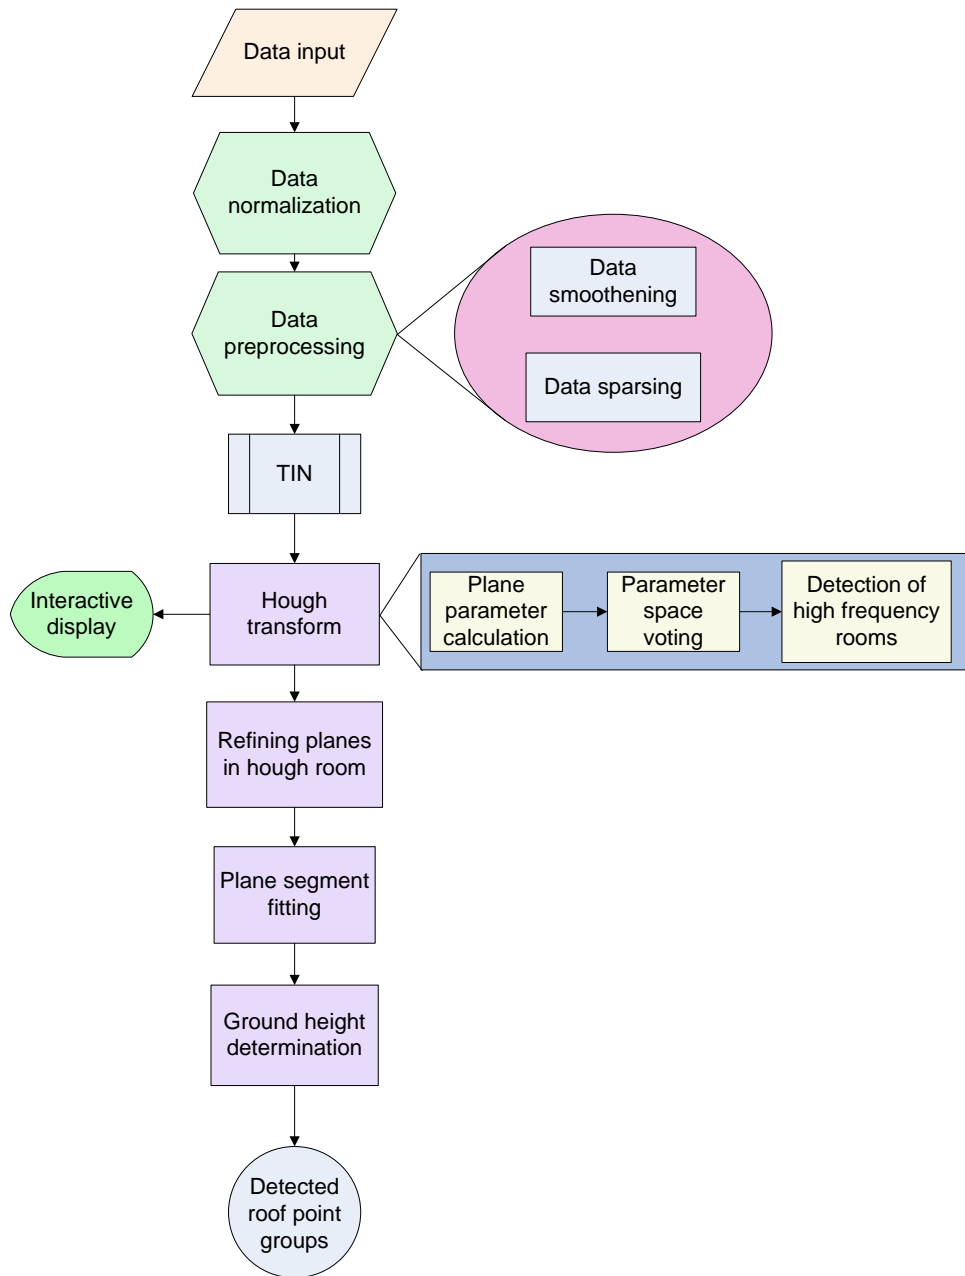 Data input
Data
normalization
Data
preprocessing
Data
smoothening
Data sparsing
TIN
Interactive
display
Hough
transform
Plane
parameter
calculation
Parameter
space
voting
Detection of
high frequency
rooms
Refining planes
in hough room
Plane segment
fitting
Ground height
determination
Detected
roof point
groups